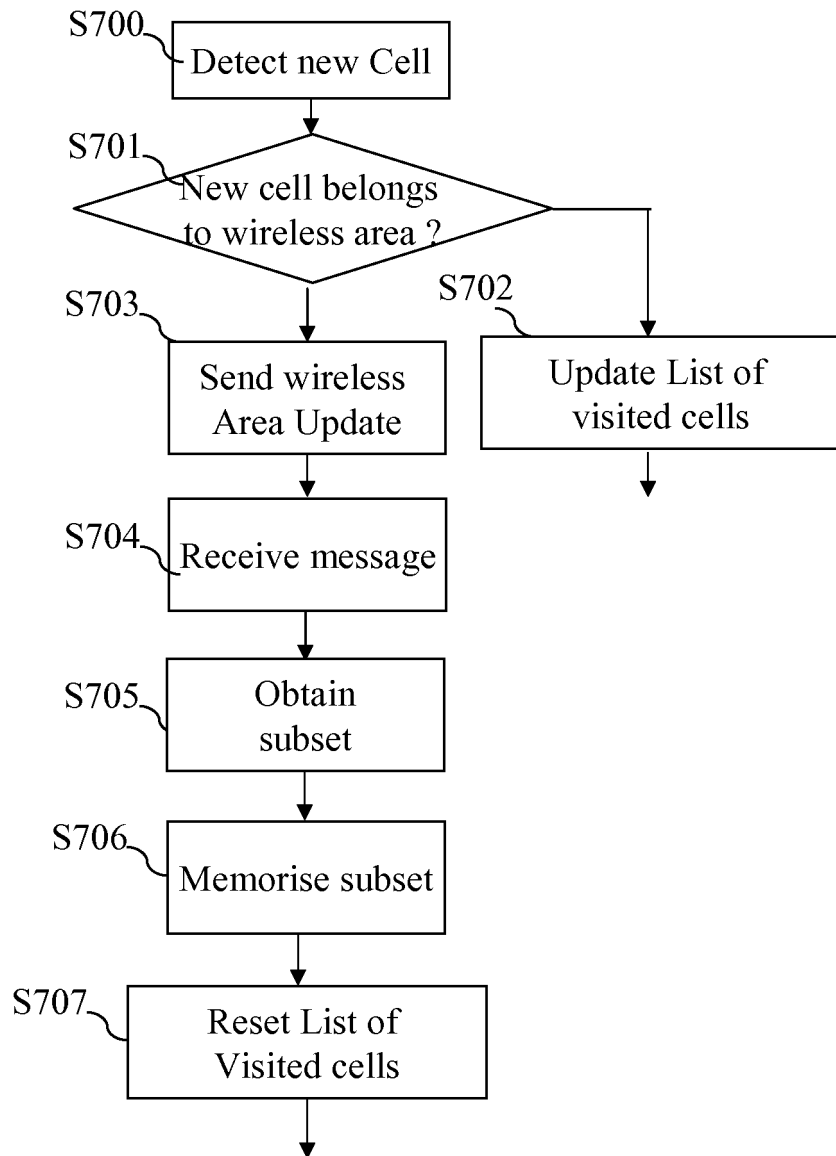 S700
Detect new Cell
S701
New cell belongs
to wireless area ?
S702
Update List of
visited cells
S703
Send wireless
Area Update
S704
Receive message
S705
Obtain
subset
S706
Memorise subset
S707
Reset List of
Visited cells